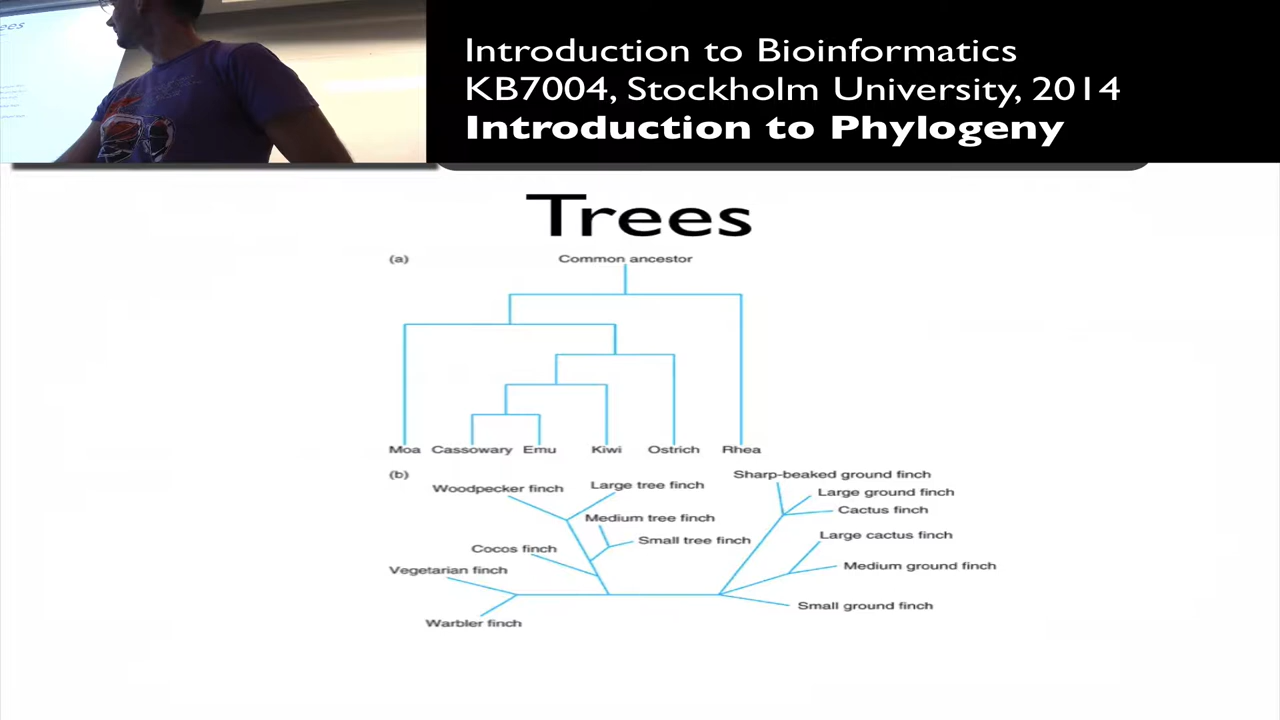 rees
Introduction to Bioinformatics
KB7004, Stockholm University, 2014
Introduction to Phylogeny
Trees
(a)
Common ancestor
Moa Cassowary Emu Kiwi Ostrich Rhea
(b)
Sharp-beaked ground finch
Woodpecker finch
Large tree finch
Large ground finch
Cactus finch
Medium tree finch
Small tree finch
Large cactus finch
Cocos finch
Vegetarian finch
Medium ground finch
Small ground finch
Warbler finch